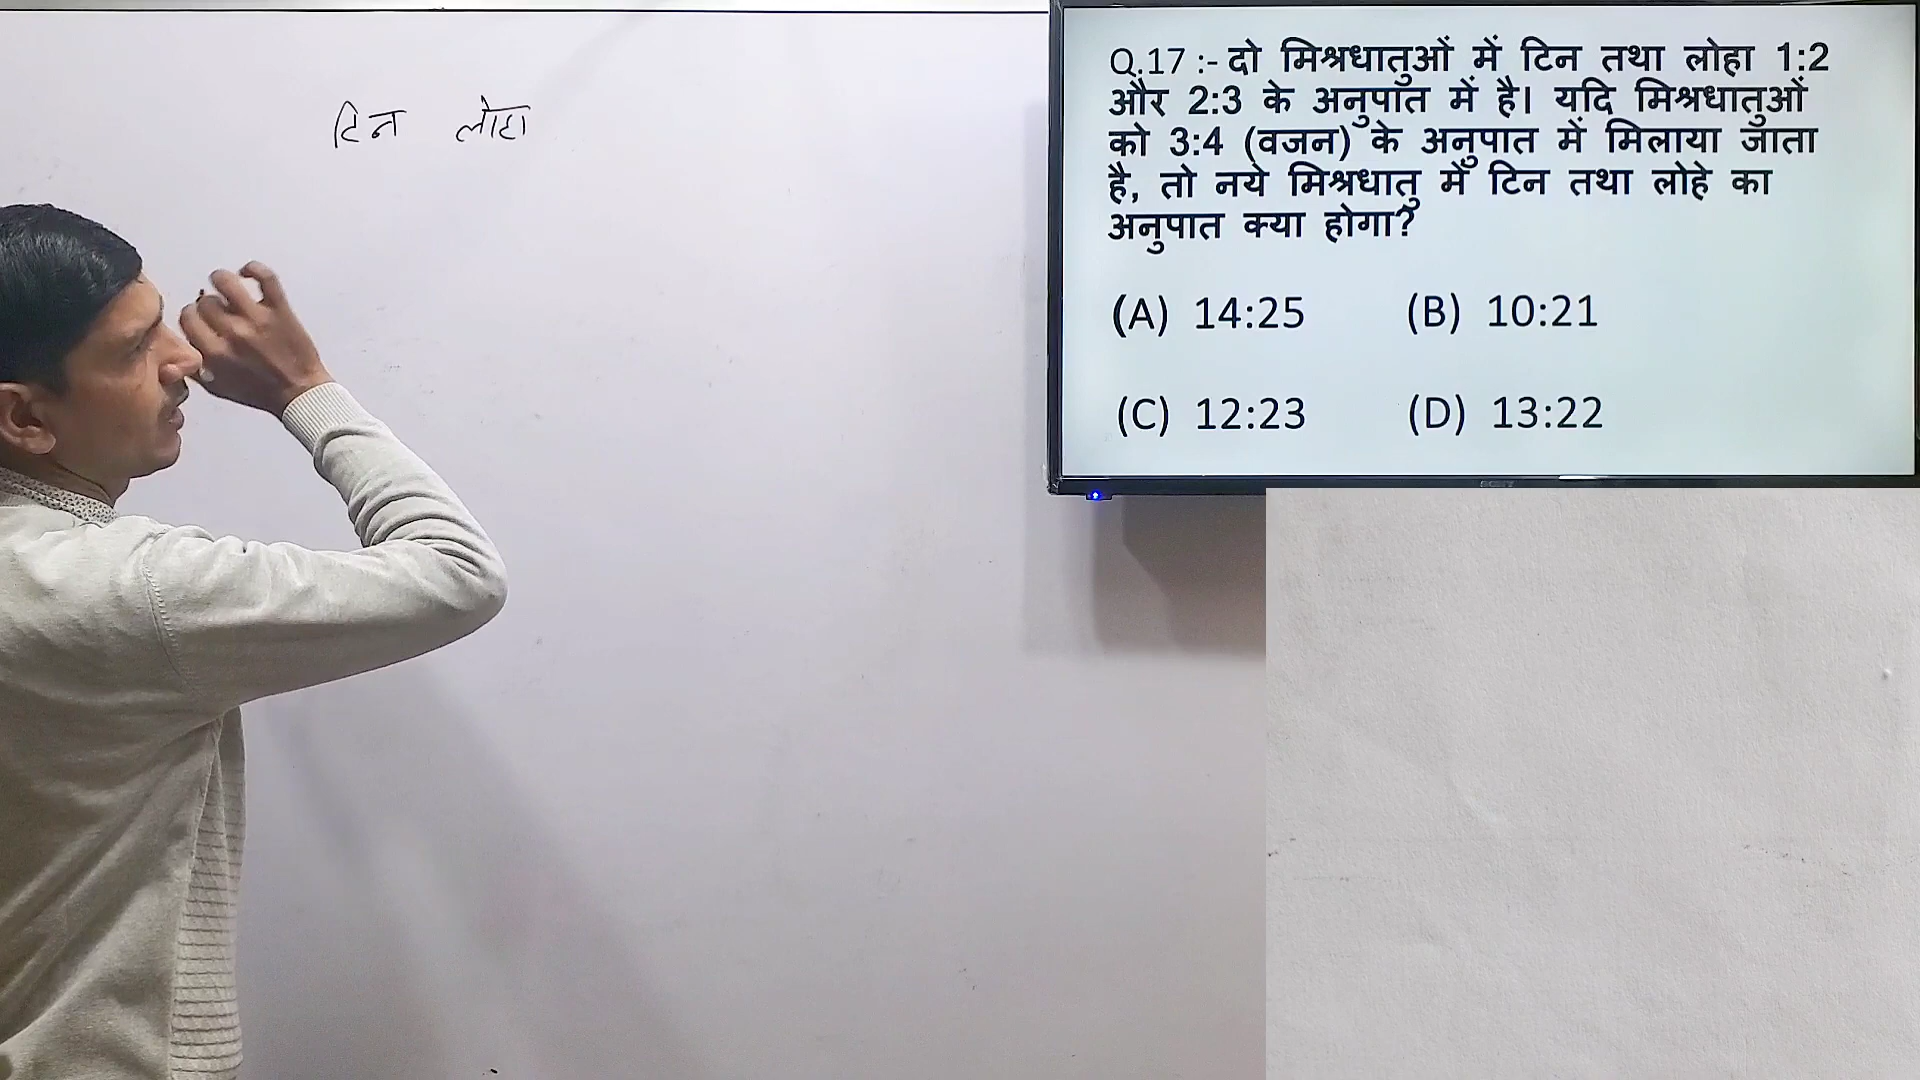 टिन लोहा
Q.17 :- दो मिश्रधातुओं में टिन तथा लोहा 1:2
और 2:3 के अनुपात में है। यदि मिश्रधातुओं
को 3:4 (वजन) के अनुपात में मिलाया जाता
है, तो नये मिश्रधातु में टिन तथा लोहे का
अनुपात क्या होगा?
(A) 14:25 (B) 10:21
(C) 12:23 (D) 13:22